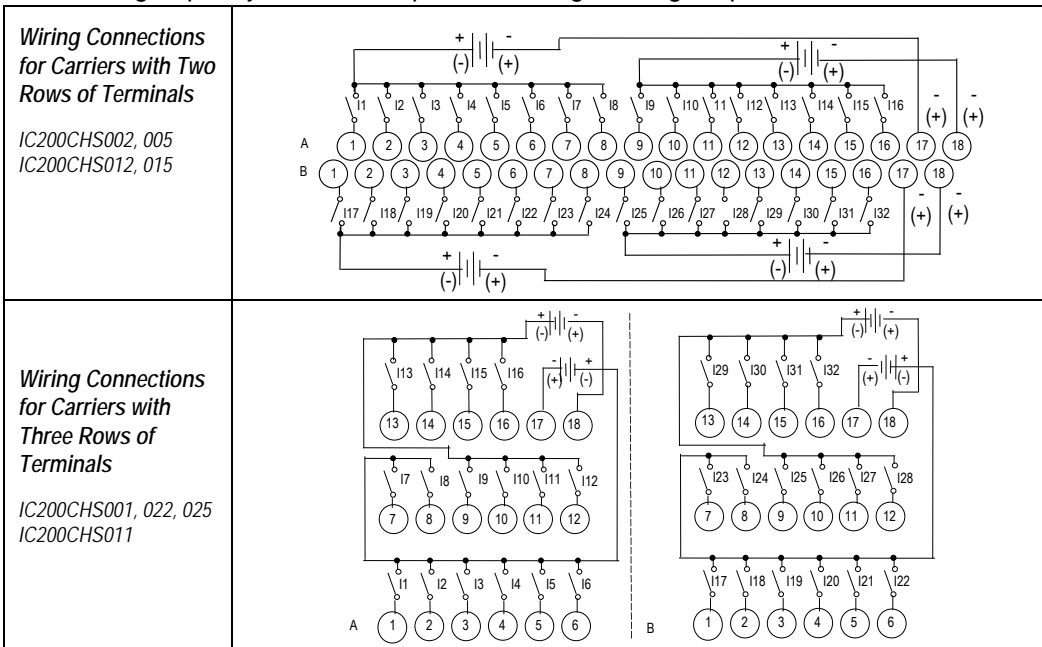 Wiring Connections
for Carriers with Two
Rows of Terminals
IC200CHS002, 005
IC200CHS012, 015
+ - + -
(-) (+) (-) (+)
I1 I2 I3 I4 I5 I6 I7 I8 I9 I10 I11 I12 I13 I14 I15 I16 - (+) - (+)
A 1 2 3 4 5 6 7 8 9 10 11 12 13 14 15 16 17 18
B 1 2 3 4 5 6 7 8 9 10 11 12 13 14 15 16 17 18
I17 I18 I19 I20 I21 I22 I23 I24 I25 I26 I27 I28 I29 I30 I31 I32 - (+) - (+)
+ - + -
(-) (+) (-) (+)
Wiring Connections
for Carriers with
Three Rows of
Terminals
IC200CHS001, 022, 025
IC200CHS011
+ -
(-) (+)
I13 I14 I15 I16 - + (+) (-)
13 14 15 16 17 18
I7 I8 I9 I10 I11 I12
7 8 9 10 11 12
I1 I2 I3 I4 I5 I6
A 1 2 3 4 5 6
+ -
(-) (+)
I29 I30 I31 I32 - + (+) (-)
13 14 15 16 17 18
I23 I24 I25 I26 I27 I28
7 8 9 10 11 12
I17 I18 I19 I20 I21 I22
B 1 2 3 4 5 6